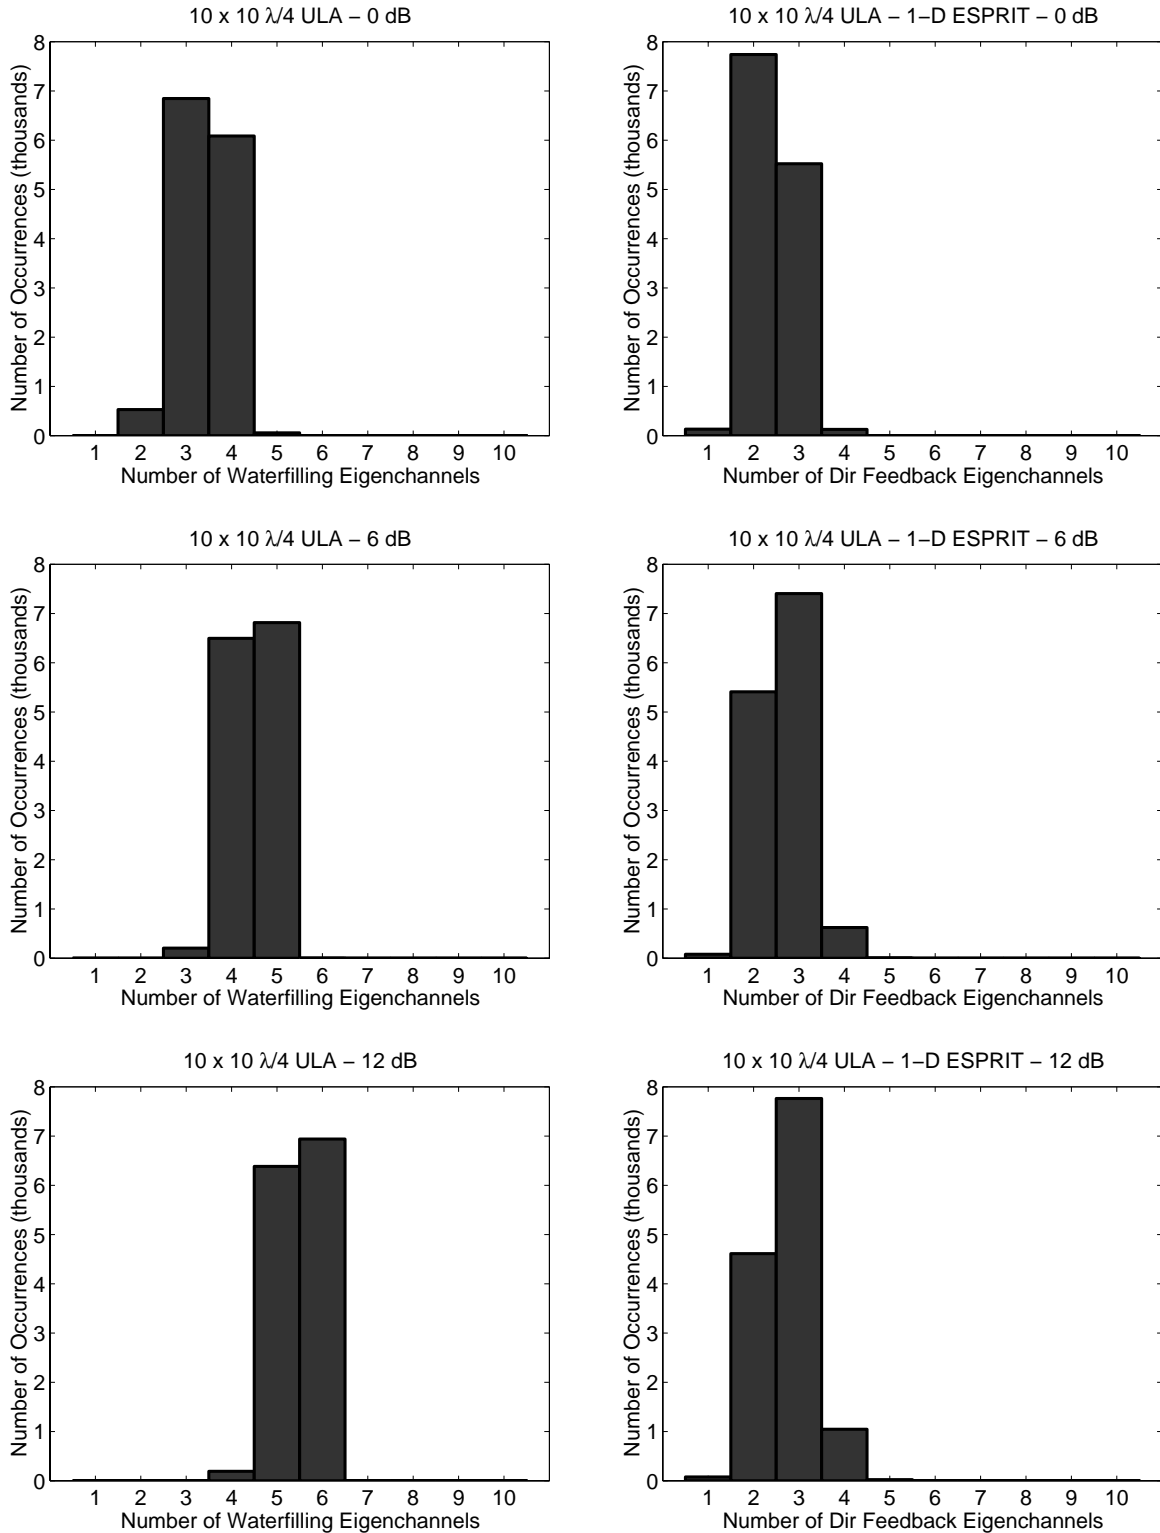 10 x 10 λ/4 ULA − 0 dB
Number of Occurrences (thousands)
8
7
6
5
4
3
2
1
0
1 2 3 4 5 6 7 8 9 10
Number of Waterfilling Eigenchannels
10 x 10 λ/4 ULA − 1−D ESPRIT − 0 dB
Number of Occurrences (thousands)
8
7
6
5
4
3
2
1
0
1 2 3 4 5 6 7 8 9 10
Number of Dir Feedback Eigenchannels
10 x 10 λ/4 ULA − 6 dB
Number of Occurrences (thousands)
8
7
6
5
4
3
2
1
0
1 2 3 4 5 6 7 8 9 10
Number of Waterfilling Eigenchannels
10 x 10 λ/4 ULA − 1−D ESPRIT − 6 dB
Number of Occurrences (thousands)
8
7
6
5
4
3
2
1
0
1 2 3 4 5 6 7 8 9 10
Number of Dir Feedback Eigenchannels
10 x 10 λ/4 ULA − 12 dB
Number of Occurrences (thousands)
8
7
6
5
4
3
2
1
0
1 2 3 4 5 6 7 8 9 10
Number of Waterfilling Eigenchannels
10 x 10 λ/4 ULA − 1−D ESPRIT − 12 dB
Number of Occurrences (thousands)
8
7
6
5
4
3
2
1
0
1 2 3 4 5 6 7 8 9 10
Number of Dir Feedback Eigenchannels